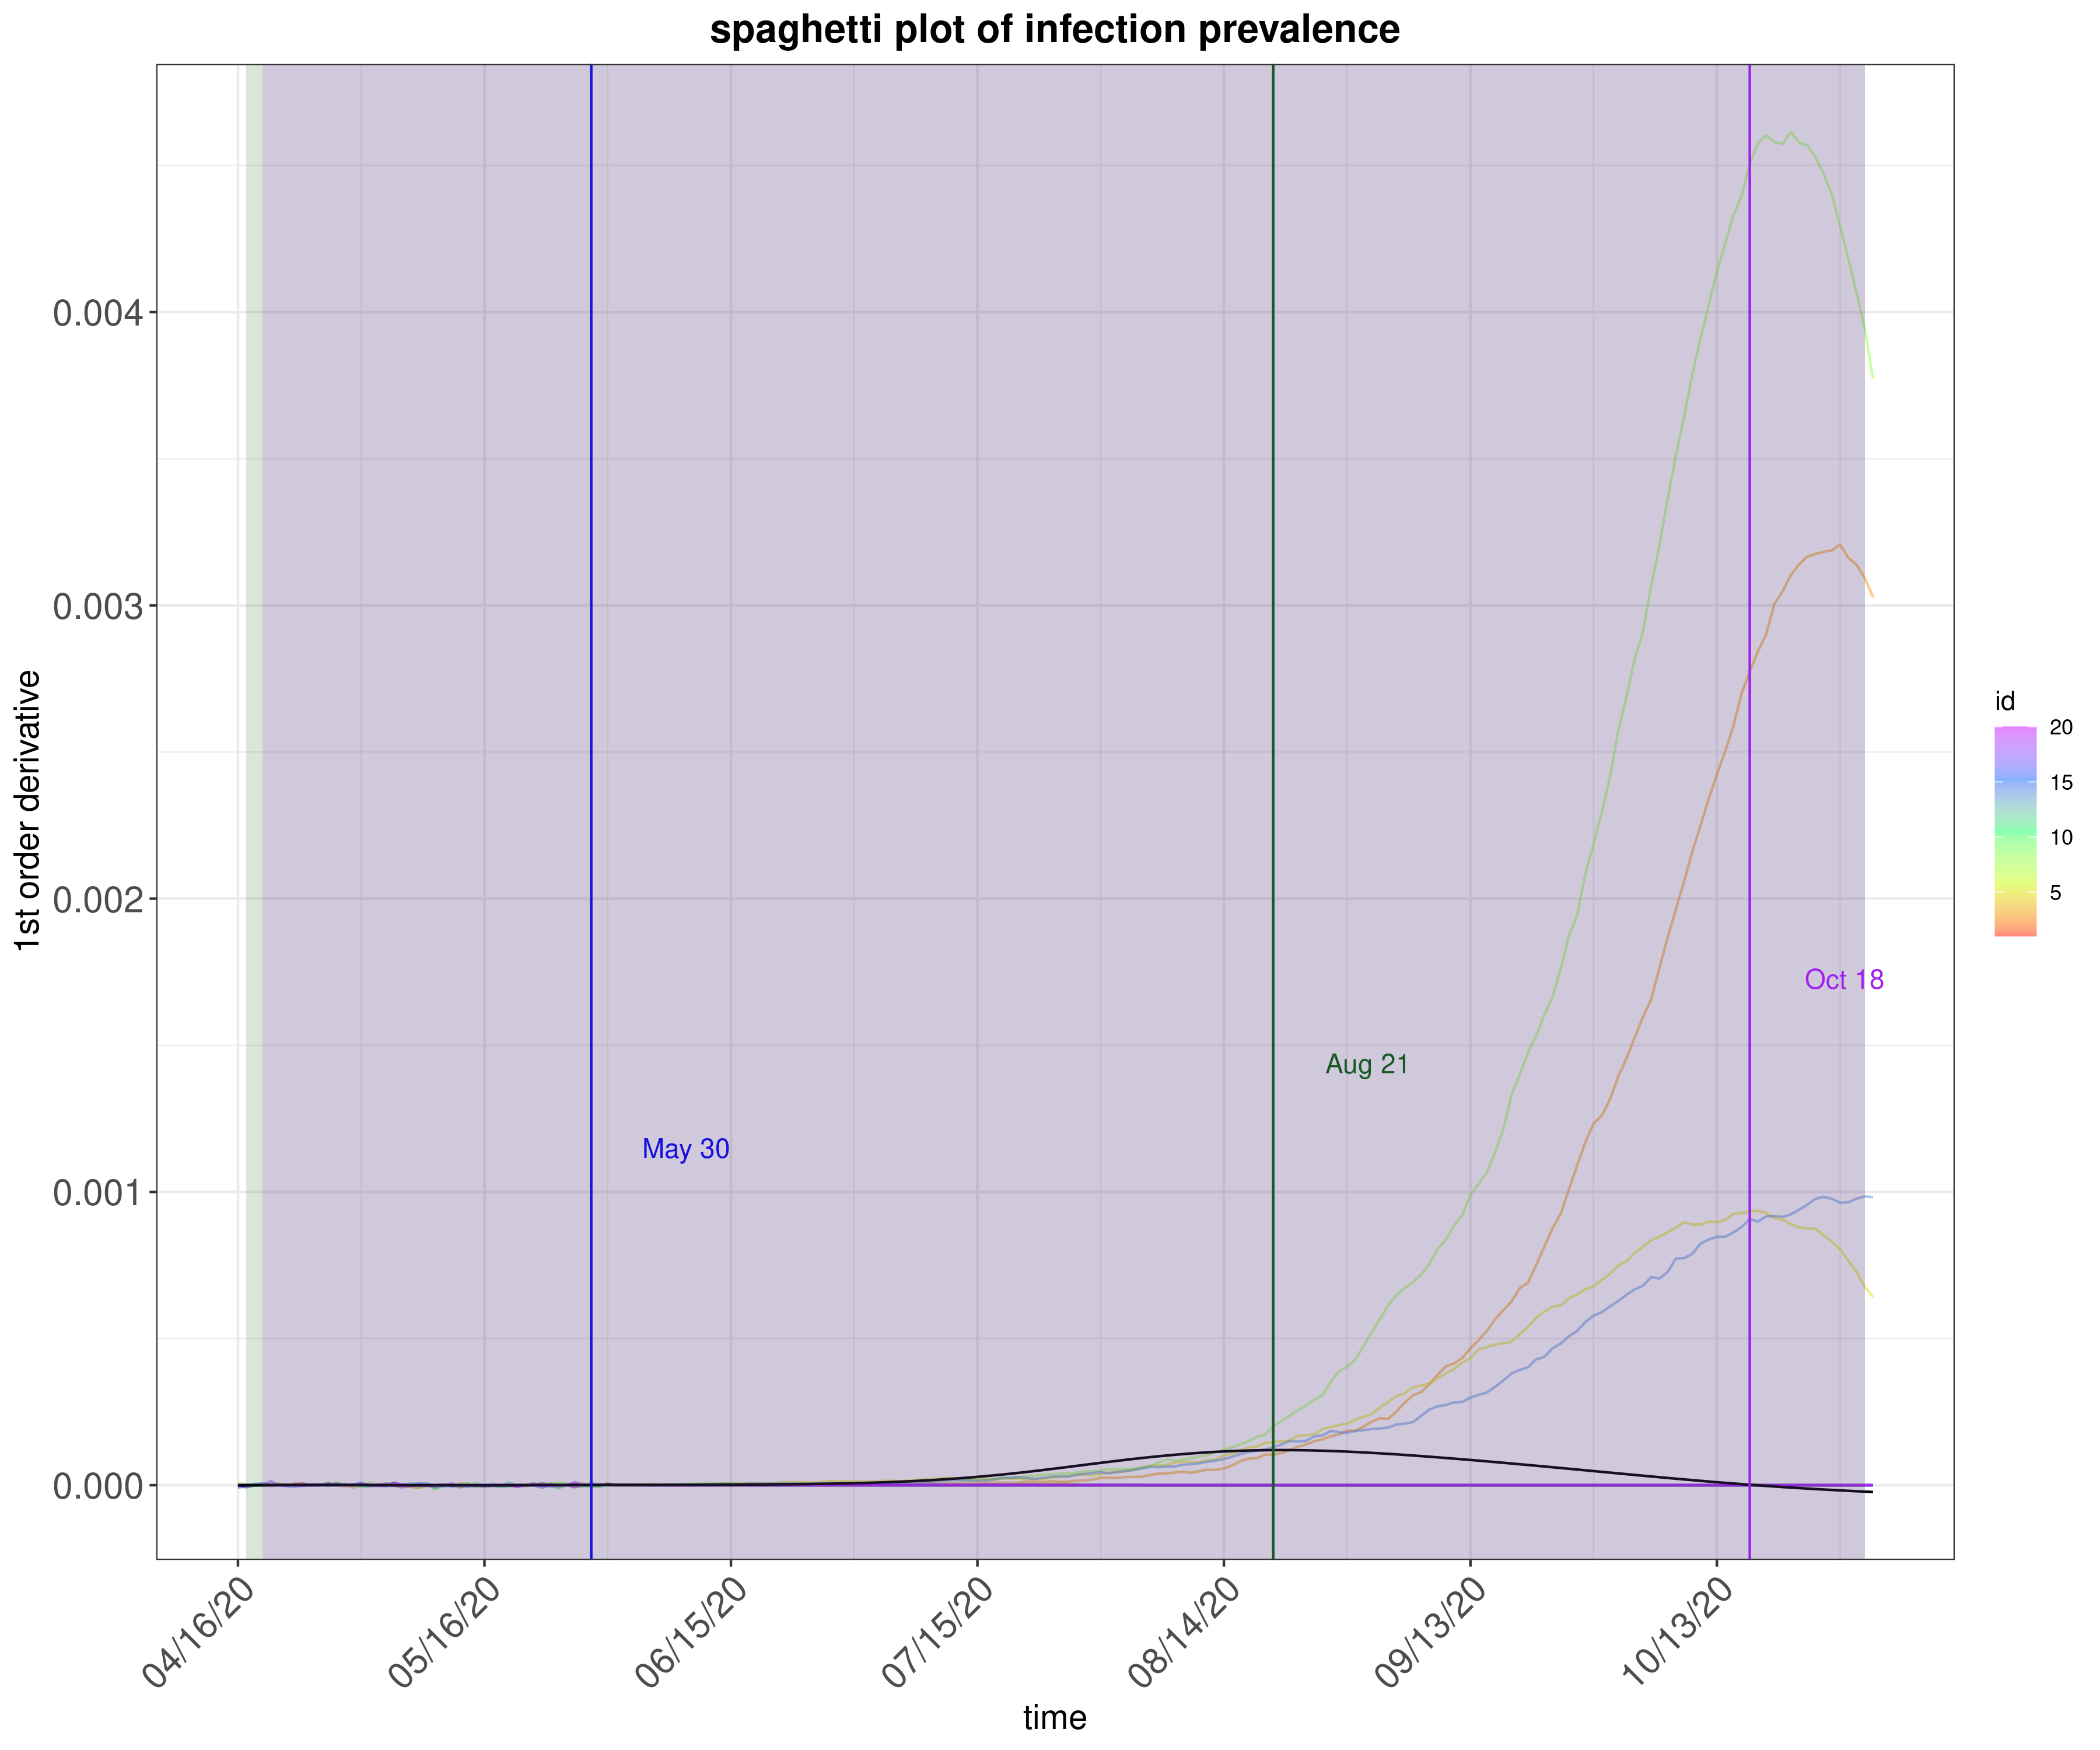 spaghetti plot of infection prevalence
1st order derivative
0.004
0.003
0.002
0.001
0.000
May 30
Aug 21
Oct 18
04/16/20
05/16/20
06/15/20
07/15/20
08/14/20
09/13/20
10/13/20
time
id
20
15
10
5